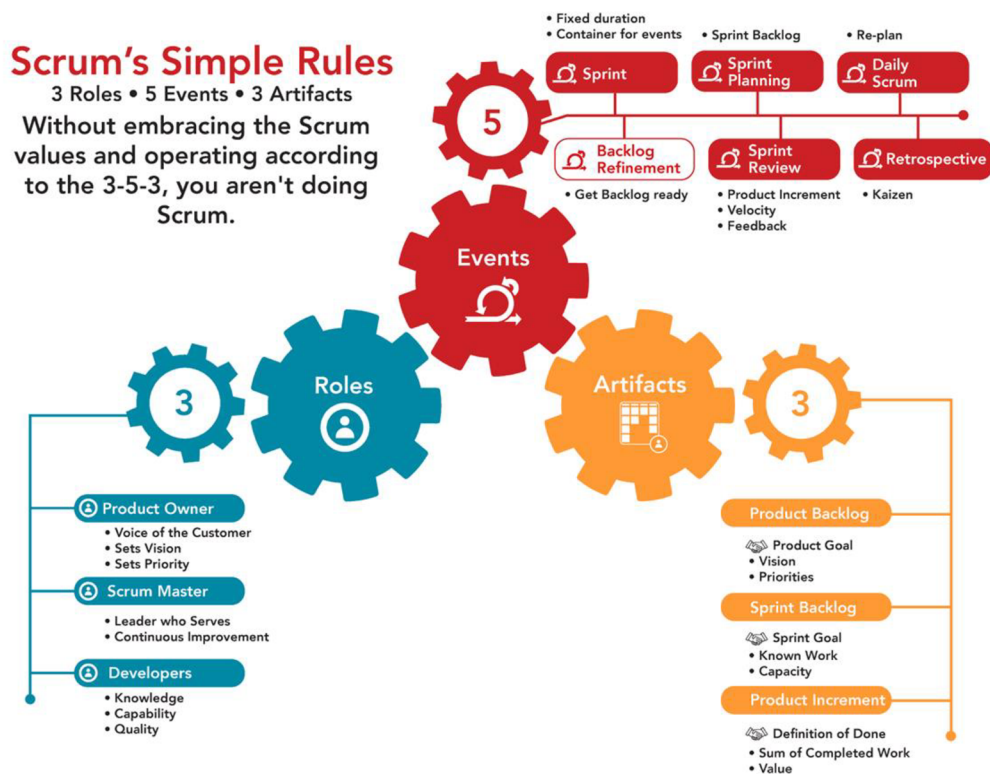 Scrum's Simple Rules
3 Roles • 5 Events • 3 Artifacts
Without embracing the Scrum
values and operating according
to the 3-5-3, you aren't doing
Scrum.
5
• Fixed duration
• Container for events
Sprint
• Sprint Backlog
Sprint
Planning
• Re-plan
Daily
Scrum
Backlog
Refinement
• Get Backlog ready
Sprint
Review
• Product Increment
• Velocity
• Feedback
Retrospective
• Kaizen
Events
Roles
3
Product Owner
• Voice of the Customer
• Sets Vision
• Sets Priority
Scrum Master
• Leader who Serves
• Continuous Improvement
Developers
• Knowledge
• Capability
• Quality
Artifacts
3
Product Backlog
Product Goal
• Vision
• Priorities
Sprint Backlog
Sprint Goal
• Known Work
• Capacity
Product Increment
Definition of Done
• Sum of Completed Work
• Value